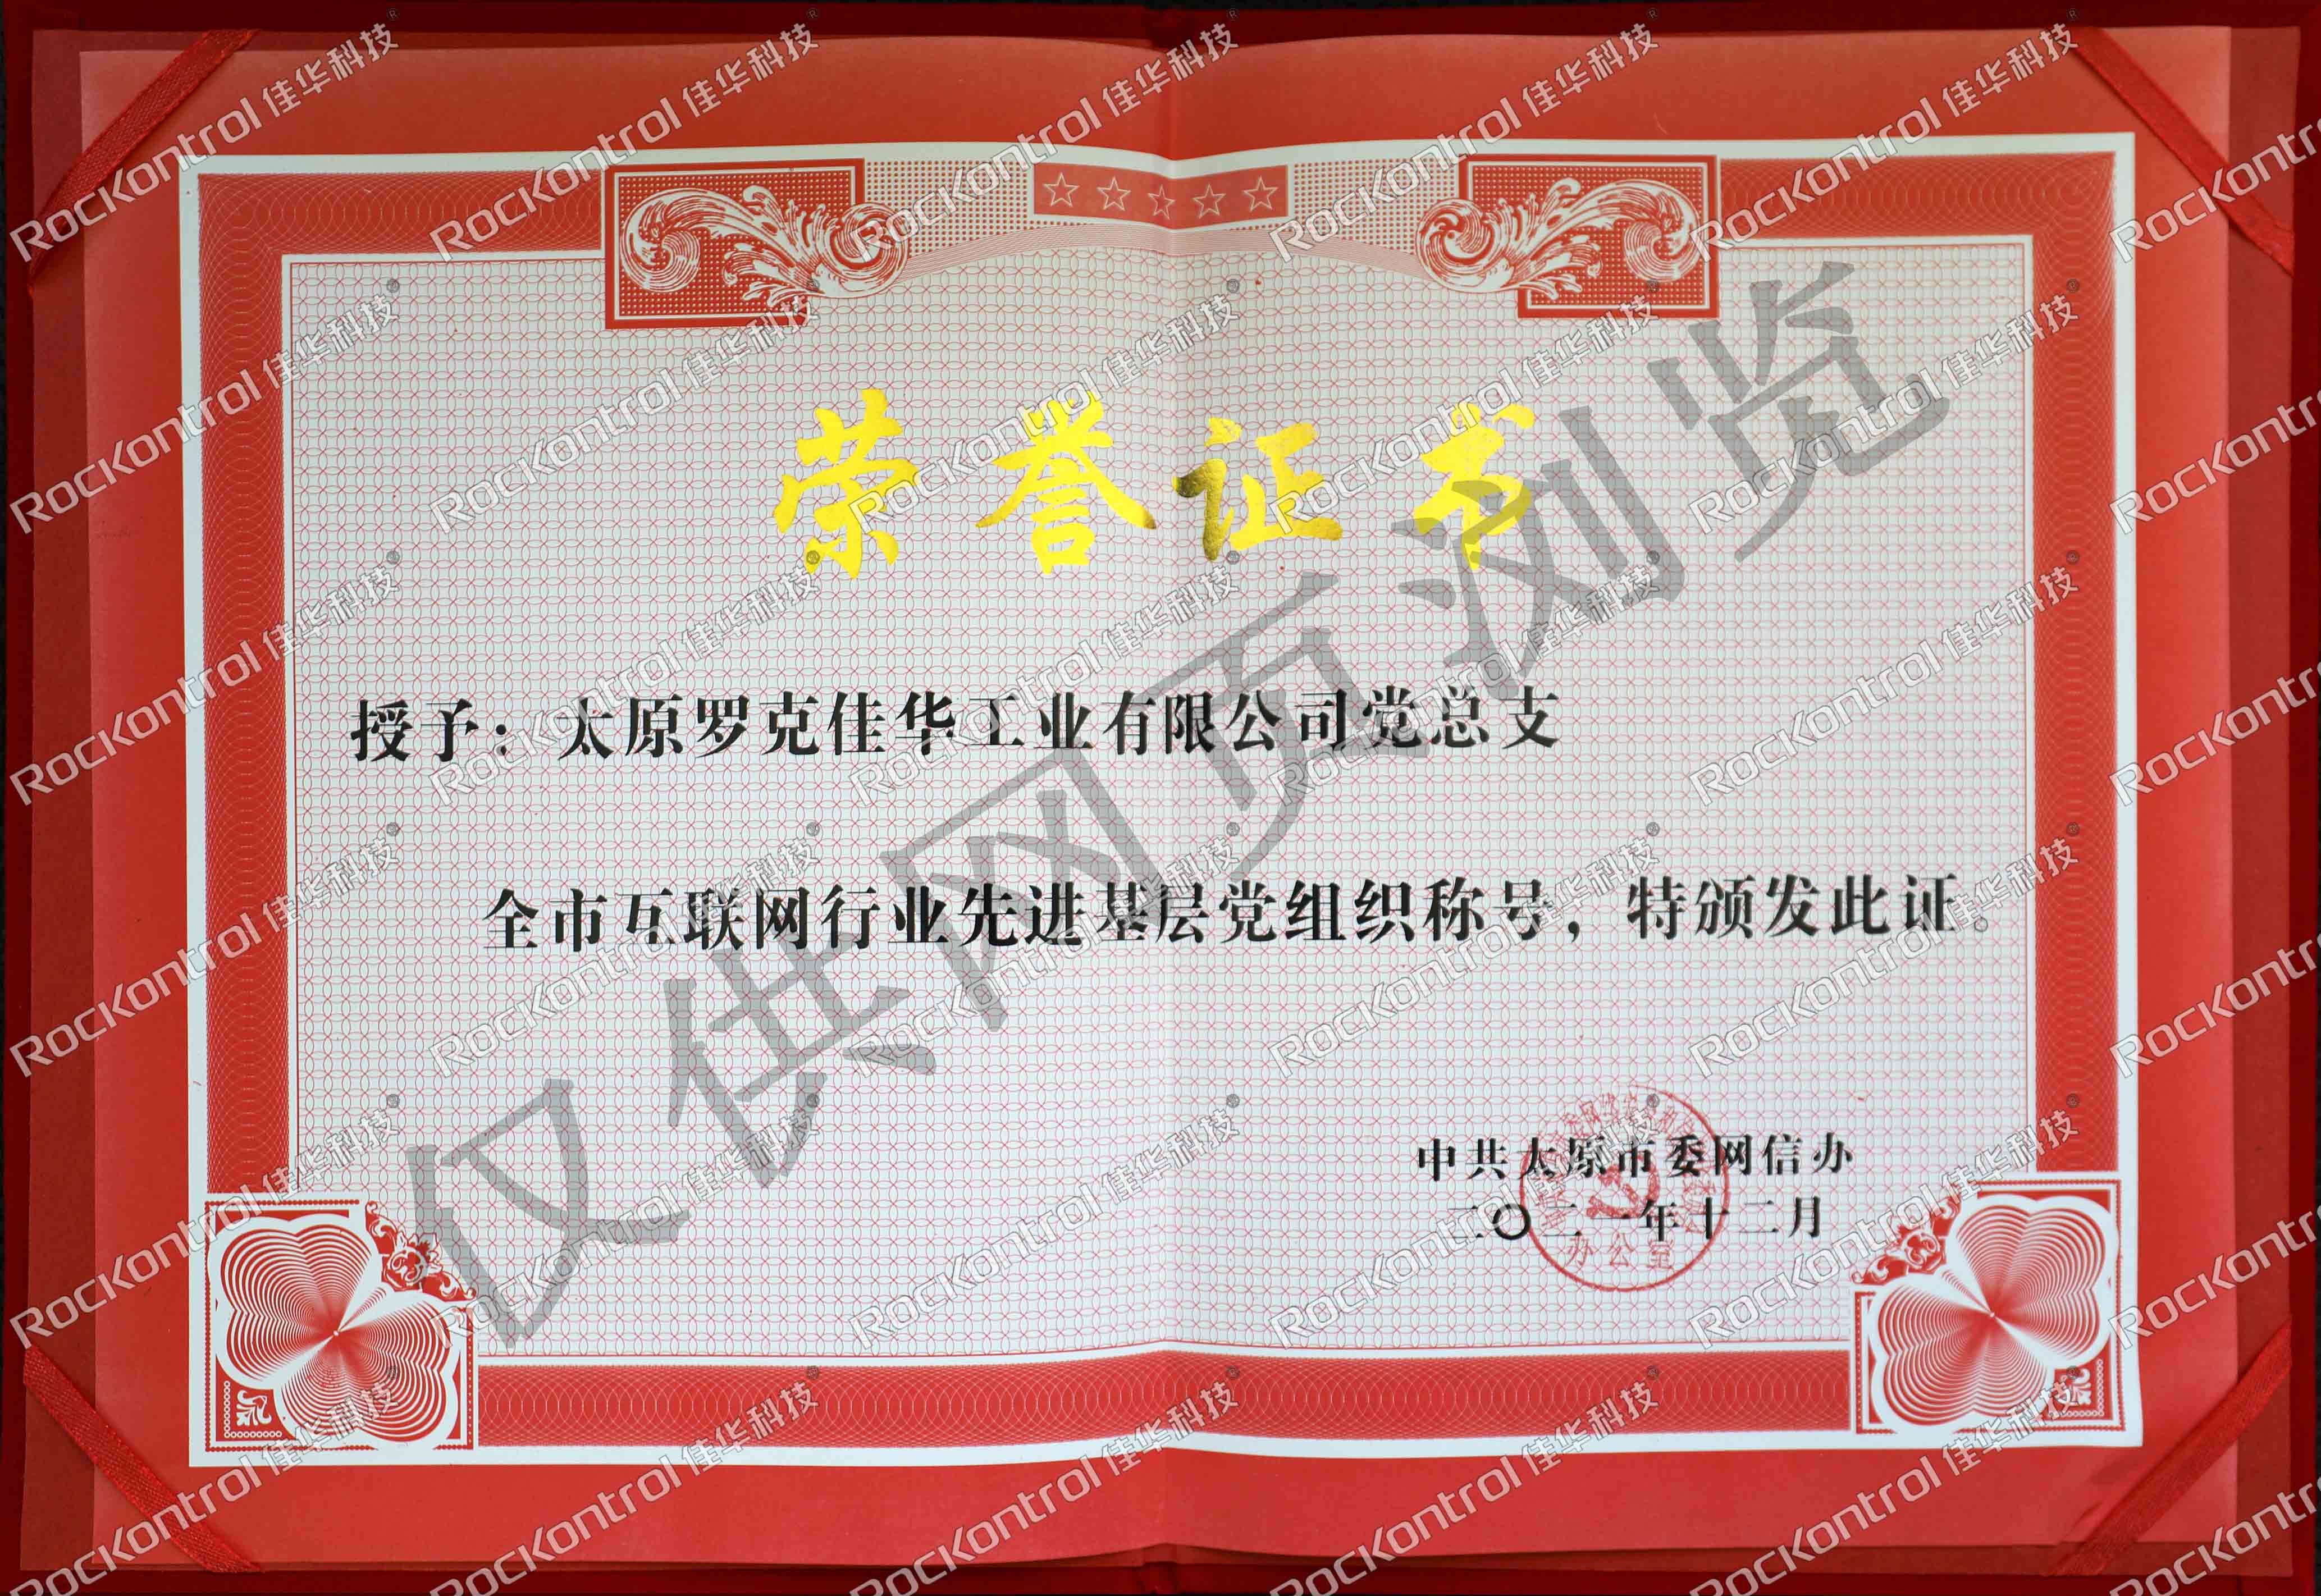 荣誉证书
授予：太原罗克佳华工业有限公司党总支
全市互联网行业先进基层党组织称号，特颁发此证。
中共太原市委网信办
二〇二一年十二月
办公室
仅供网页浏览
RocKontrol 佳华科技®